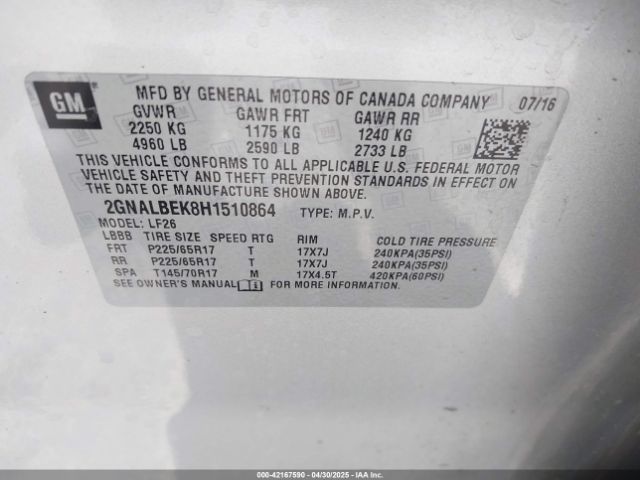 GM
MFD BY GENERAL MOTORS OF CANADA COMPANY 07/16
GVWR GAWR FRT GAWR RR
2250 KG 1175 KG 1240 KG
4960 LB 2590 LB 2733 LB
THIS VEHICLE CONFORMS TO ALL APPLICABLE U.S. FEDERAL MOTOR
VEHICLE SAFETY AND THEFT PREVENTION STANDARDS IN EFFECT ON
THE DATE OF MANUFACTURE SHOWN ABOVE.
2GNALBEK8H1510864 TYPE: M.P.V.
MODEL: LF26
LBBB TIRE SIZE SPEED RTG RIM COLD TIRE PRESSURE
FRT P225/65R17 T 17X7J 240KPA(35PSI)
RR P225/65R17 T 17X7J 240KPA(35PSI)
SPA T145/70R17 M 17X4.5T 420KPA(60PSI)
SEE OWNER'S MANUAL FOR MORE INFORMATION.
000-42167590 - 04/30/2025 - IAAI.COM